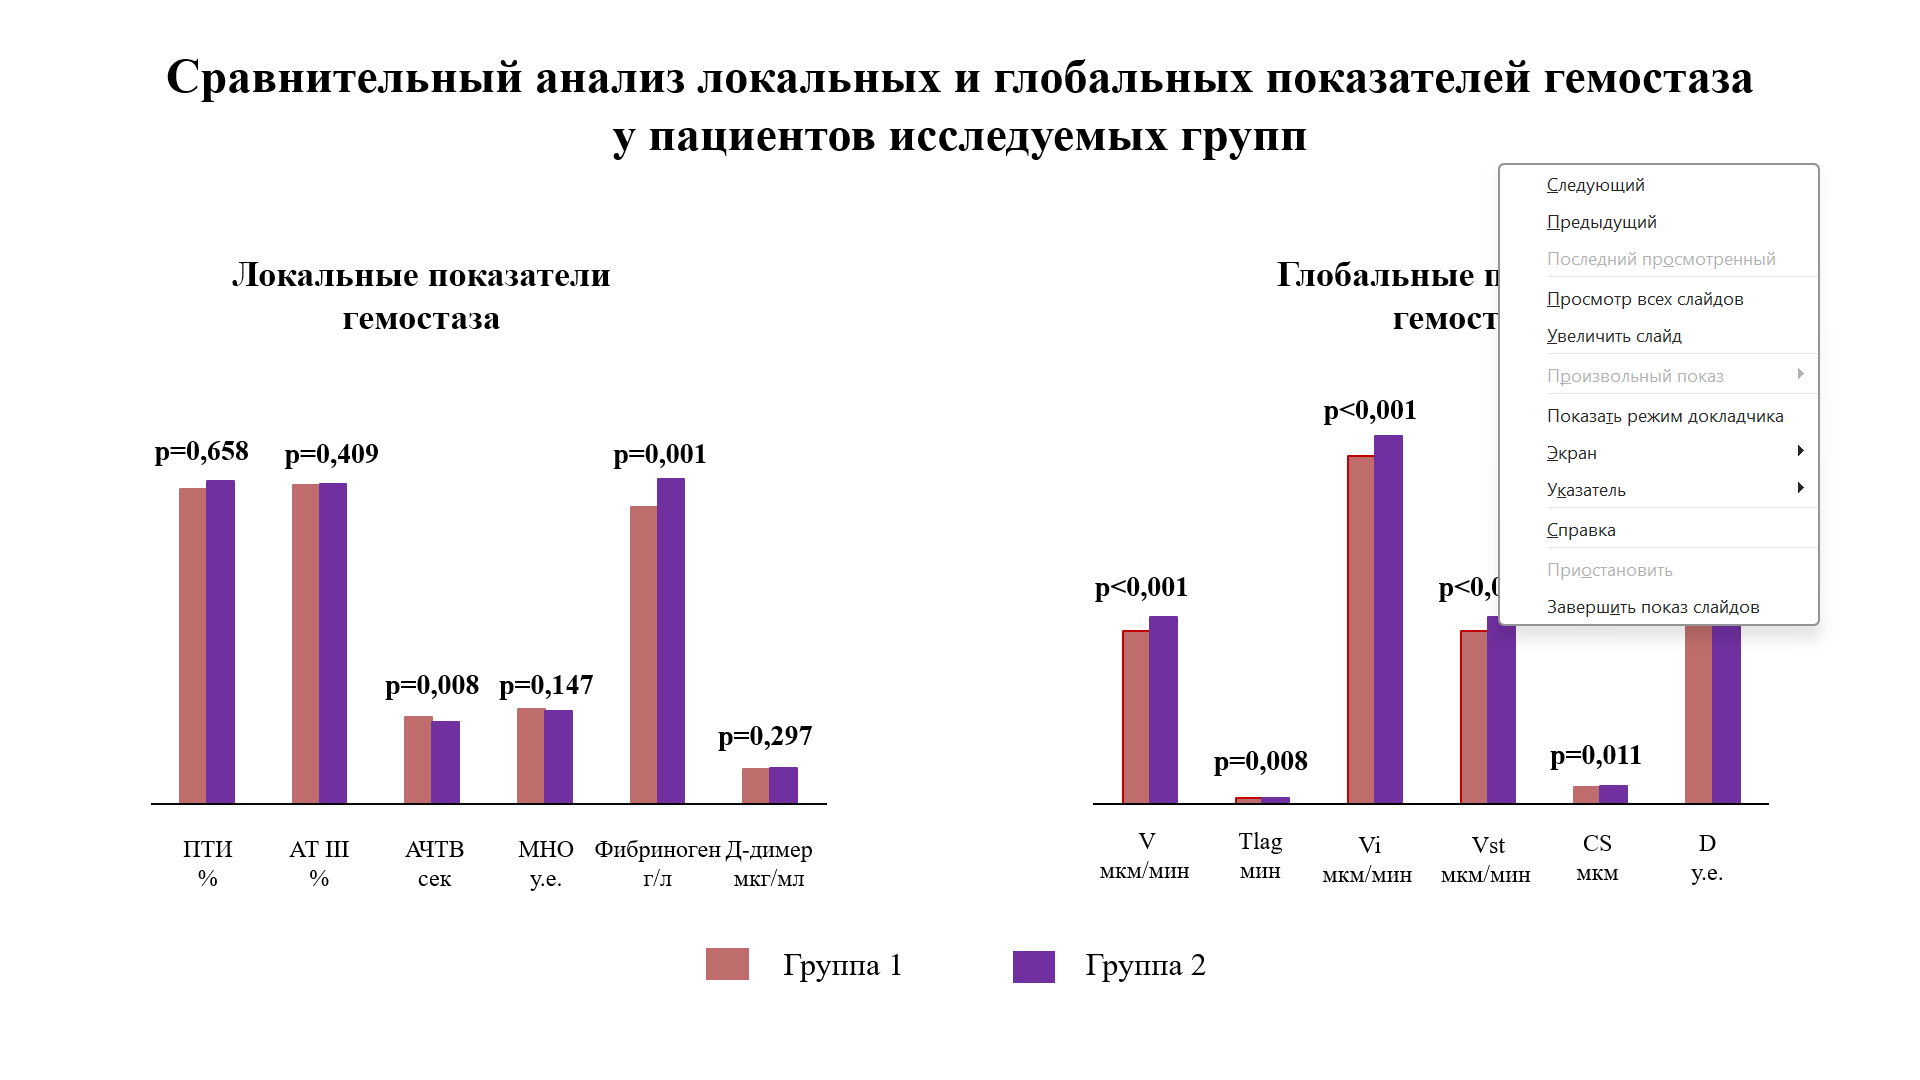 Сравнительный анализ локальных и глобальных показателей гемостаза
у пациентов исследуемых групп
Локальные показатели
гемостаза
p=0,658
p=0,409
p=0,008
p=0,147
p=0,001
p=0,297
ПТИ
%
АТ III
%
АЧТВ
сек
МНО
у.е.
Фибриноген
г/л
Д-димер
мкг/мл
Глобальные
p<0,001
p=0,008
p<0,001
p=0,011
V
мкм/мин
Tlag
мин
Vi
мкм/мин
Vst
мкм/мин
CS
мкм
D
у.е.
Следующий
Предыдущий
Последний просмотренный
Просмотр всех слайдов
Увеличить слайд
Произвольный показ
Показать режим докладчика
Экран
Указатель
Справка
Приостановить
Завершить показ слайдов
Группа 1
Группа 2